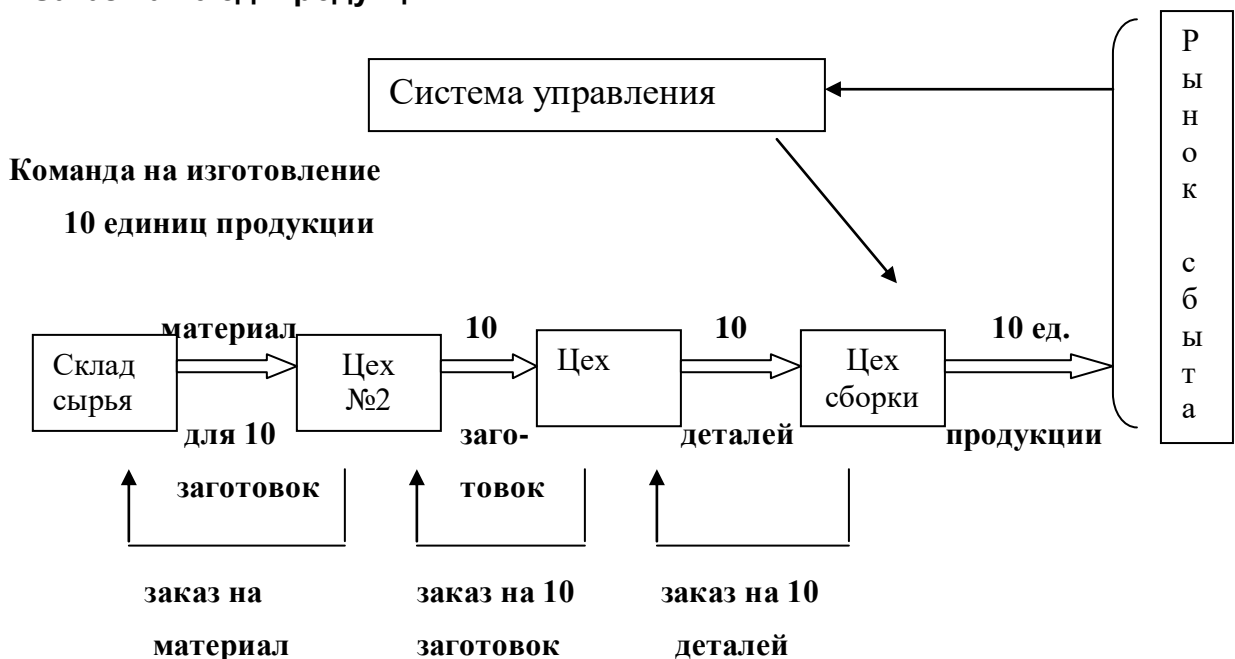 Система управления
Рынок сбыта
Команда на изготовление
10 единиц продукции
материал
10
10
10 ед.
Склад
сырья
Цех
№2
Цех
Цех
сборки
для 10
заготовок
заго-
товок
деталей
продукции
заказ на
материал
заказ на 10
заготовок
заказ на 10
деталей